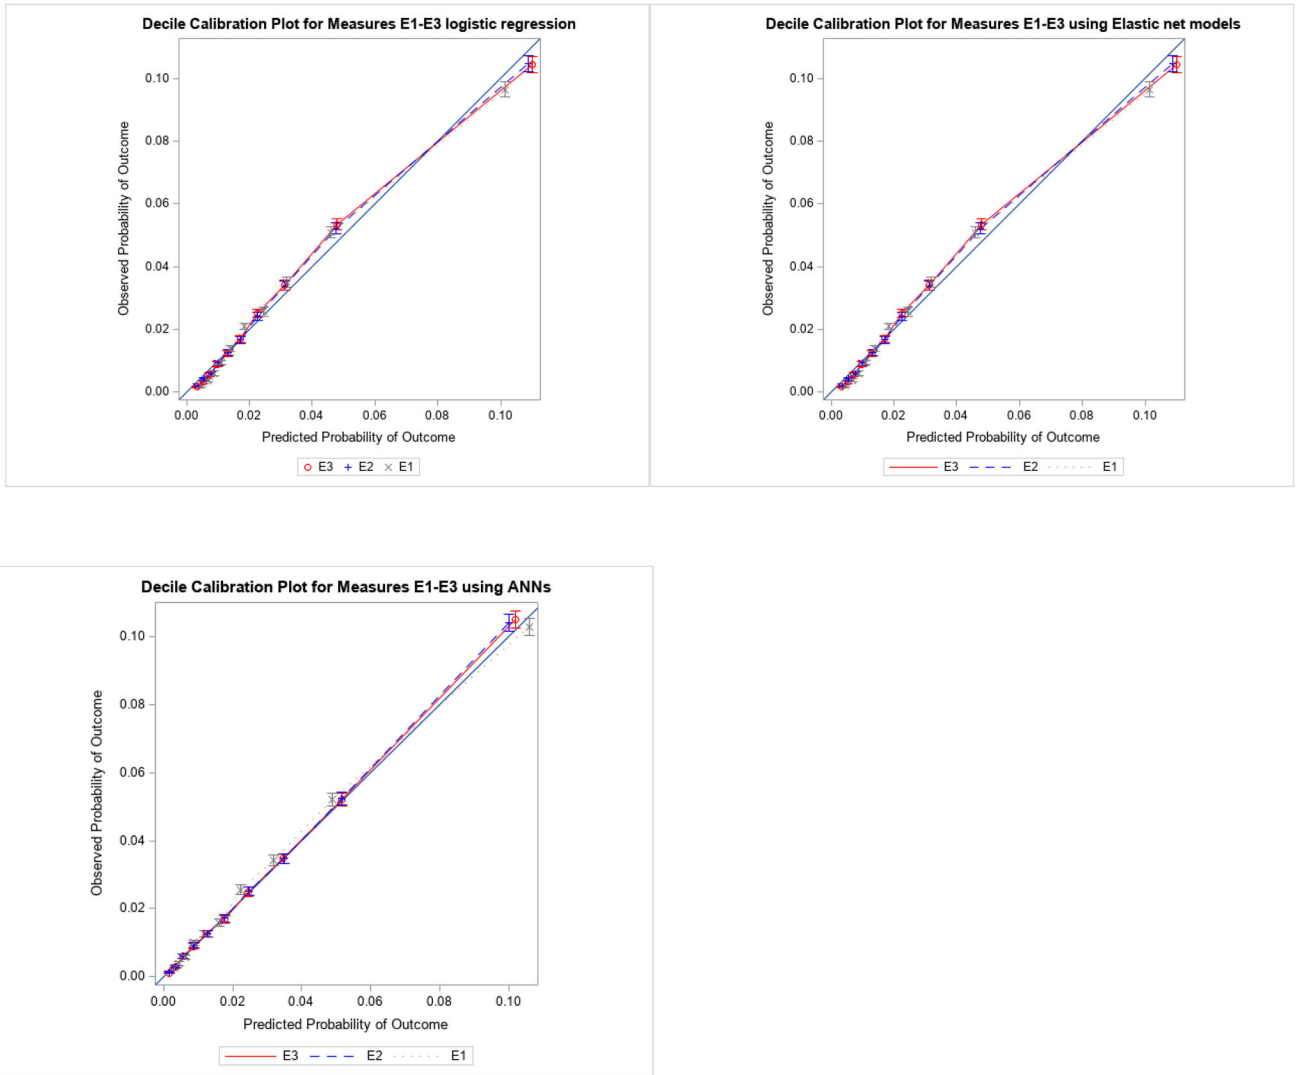 Decile Calibration Plot for Measures E1-E3 logistic regression
0.10
0.08
0.06
0.04
0.02
0.00
Observed Probability of Outcome
0.00 0.02 0.04 0.06 0.08 0.10
Predicted Probability of Outcome
E3 E2 E1
Decile Calibration Plot for Measures E1-E3 using Elastic net models
0.10
0.08
0.06
0.04
0.02
0.00
Observed Probability of Outcome
0.00 0.02 0.04 0.06 0.08 0.10
Predicted Probability of Outcome
E3 E2 E1
Decile Calibration Plot for Measures E1-E3 using ANNs
0.10
0.08
0.06
0.04
0.02
0.00
Observed Probability of Outcome
0.00 0.02 0.04 0.06 0.08 0.10
Predicted Probability of Outcome
E3 E2 E1